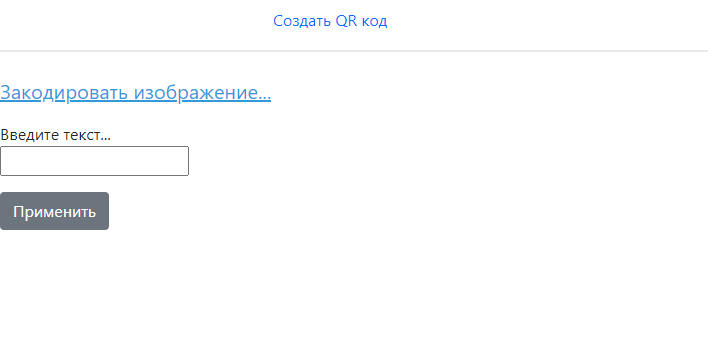 Создать QR код
Закодировать изображение...
Введите текст...
Применить